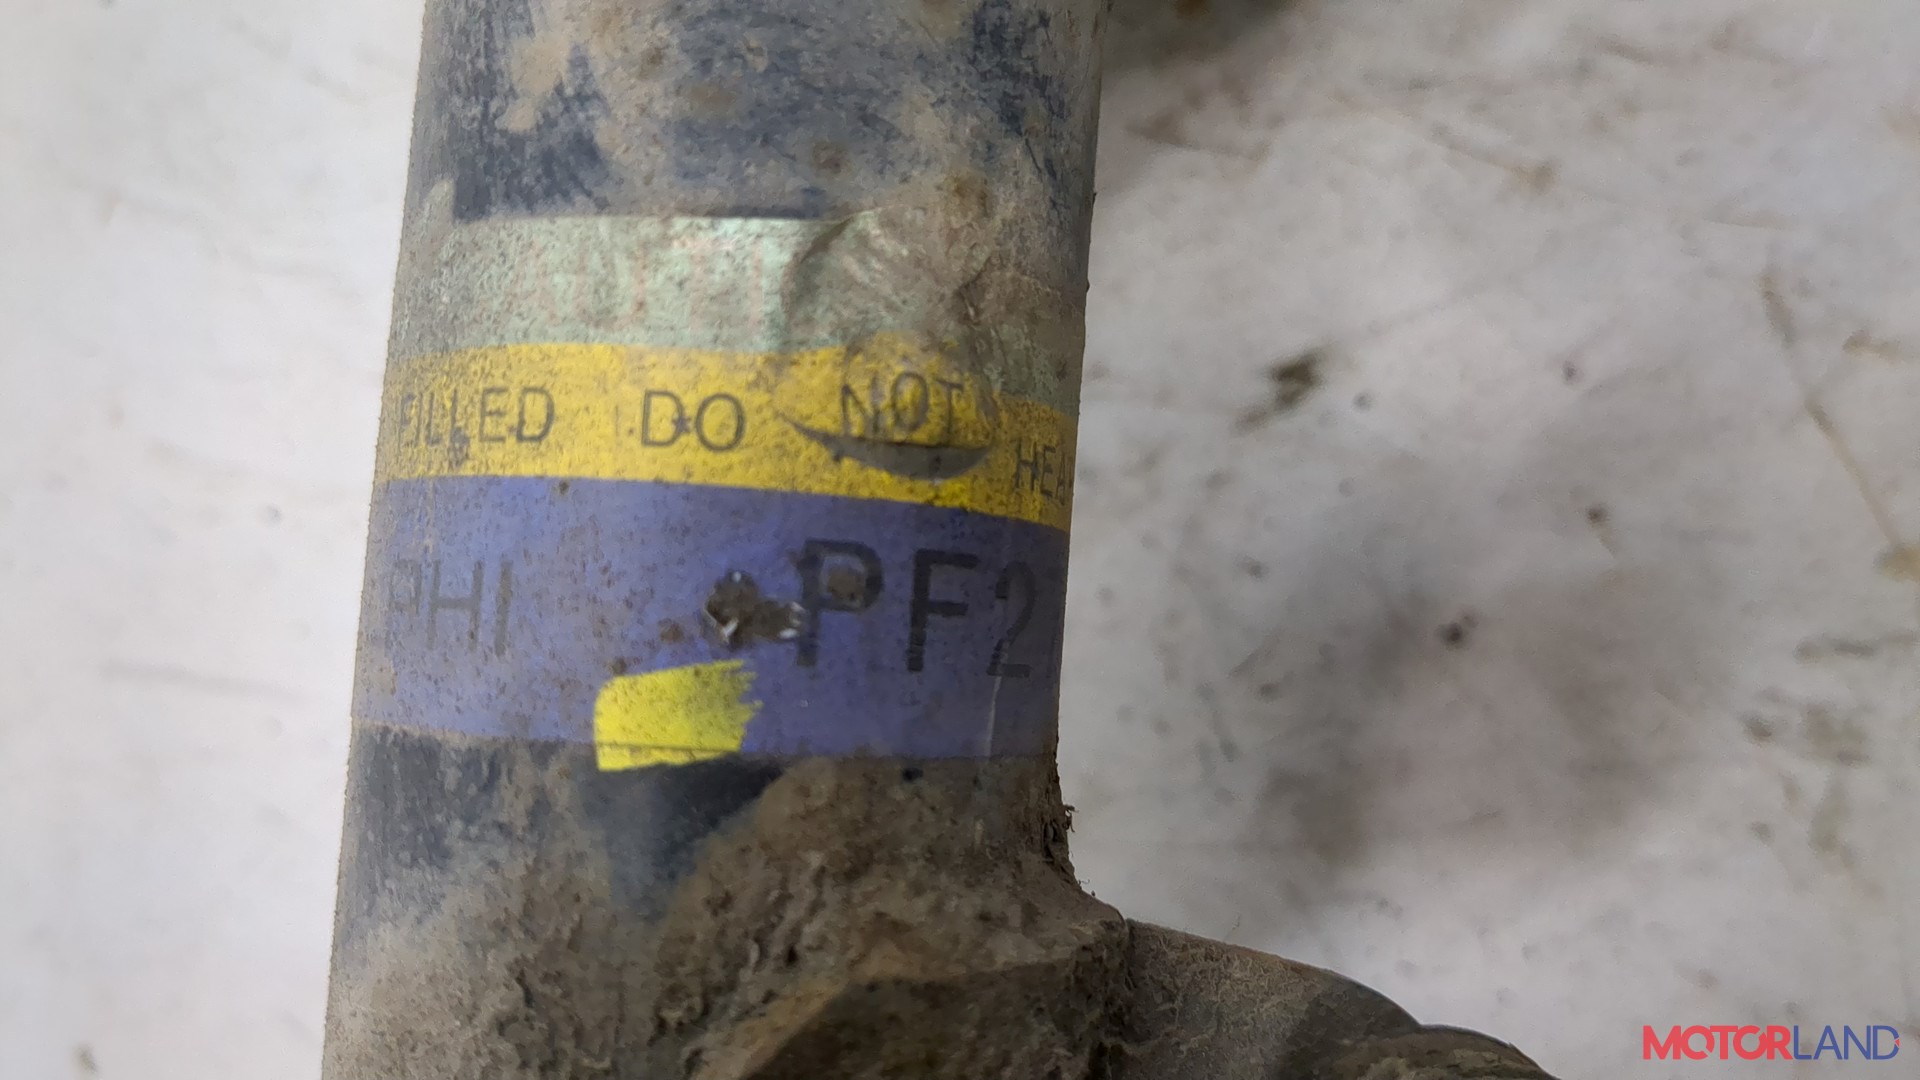 FILLED DO NOT HEA
PHI PF2
MOTORLAND